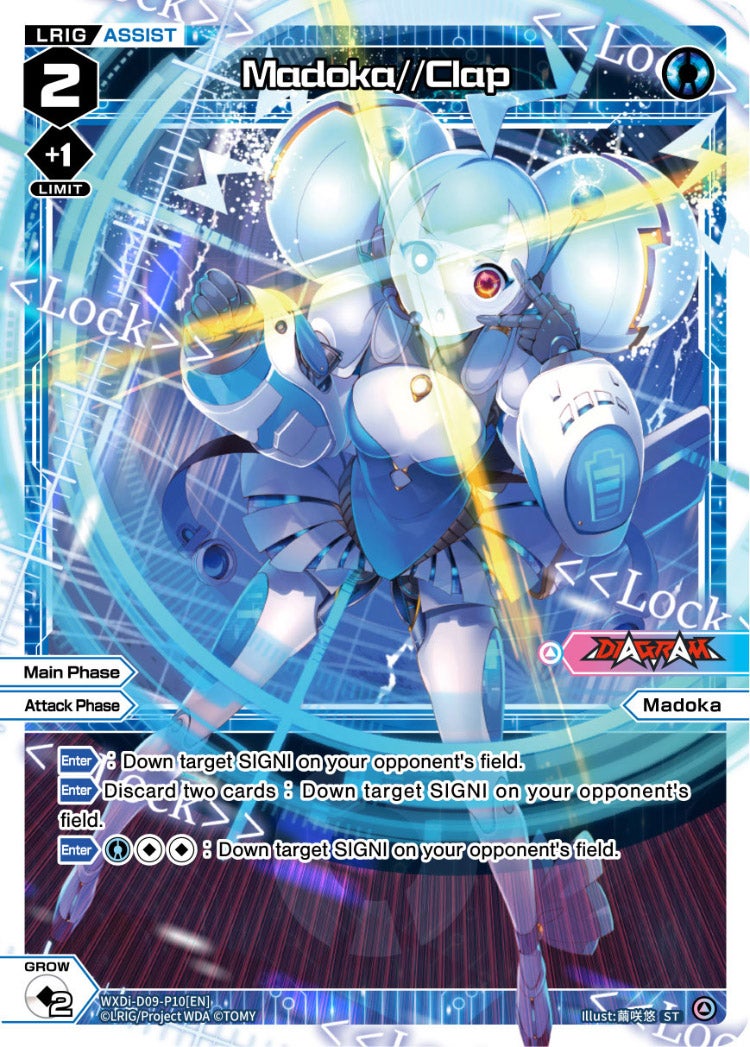 LRIG ASSIST
2
Madoka//Clap
<<Lock>>
+1
LIMIT
<<Lock>>
<<Lock>>
DIAGRAM
Main Phase
Attack Phase
Madoka
Enter : Down target SIGNI on your opponent's field.
Enter Discard two cards : Down target SIGNI on your opponent's
field.
Enter : Down target SIGNI on your opponent's field.
<<Lock>>
GROW
2
WXDi-D09-P10[EN]
©LRIG/Project WDA ©TOMY
Illust:繭咲悠 ST